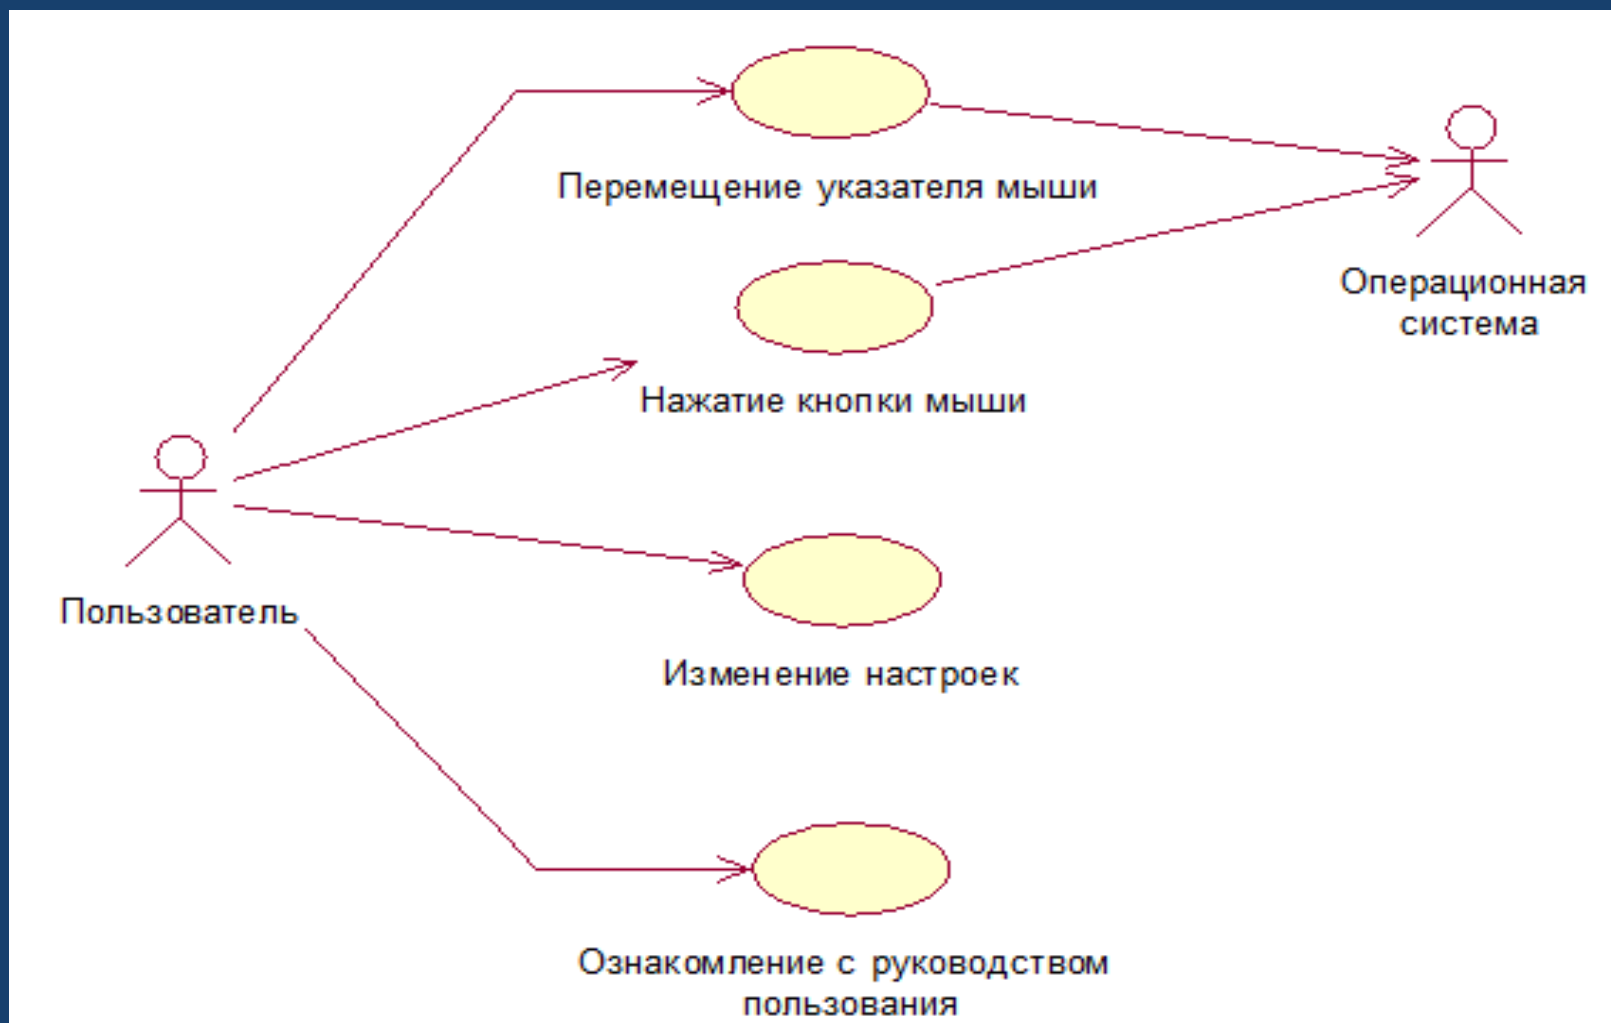 Перемещение указателя мыши
Операционная
система
Нажатие кнопки мыши
Пользователь
Изменение настроек
Ознакомление с руководством
пользования